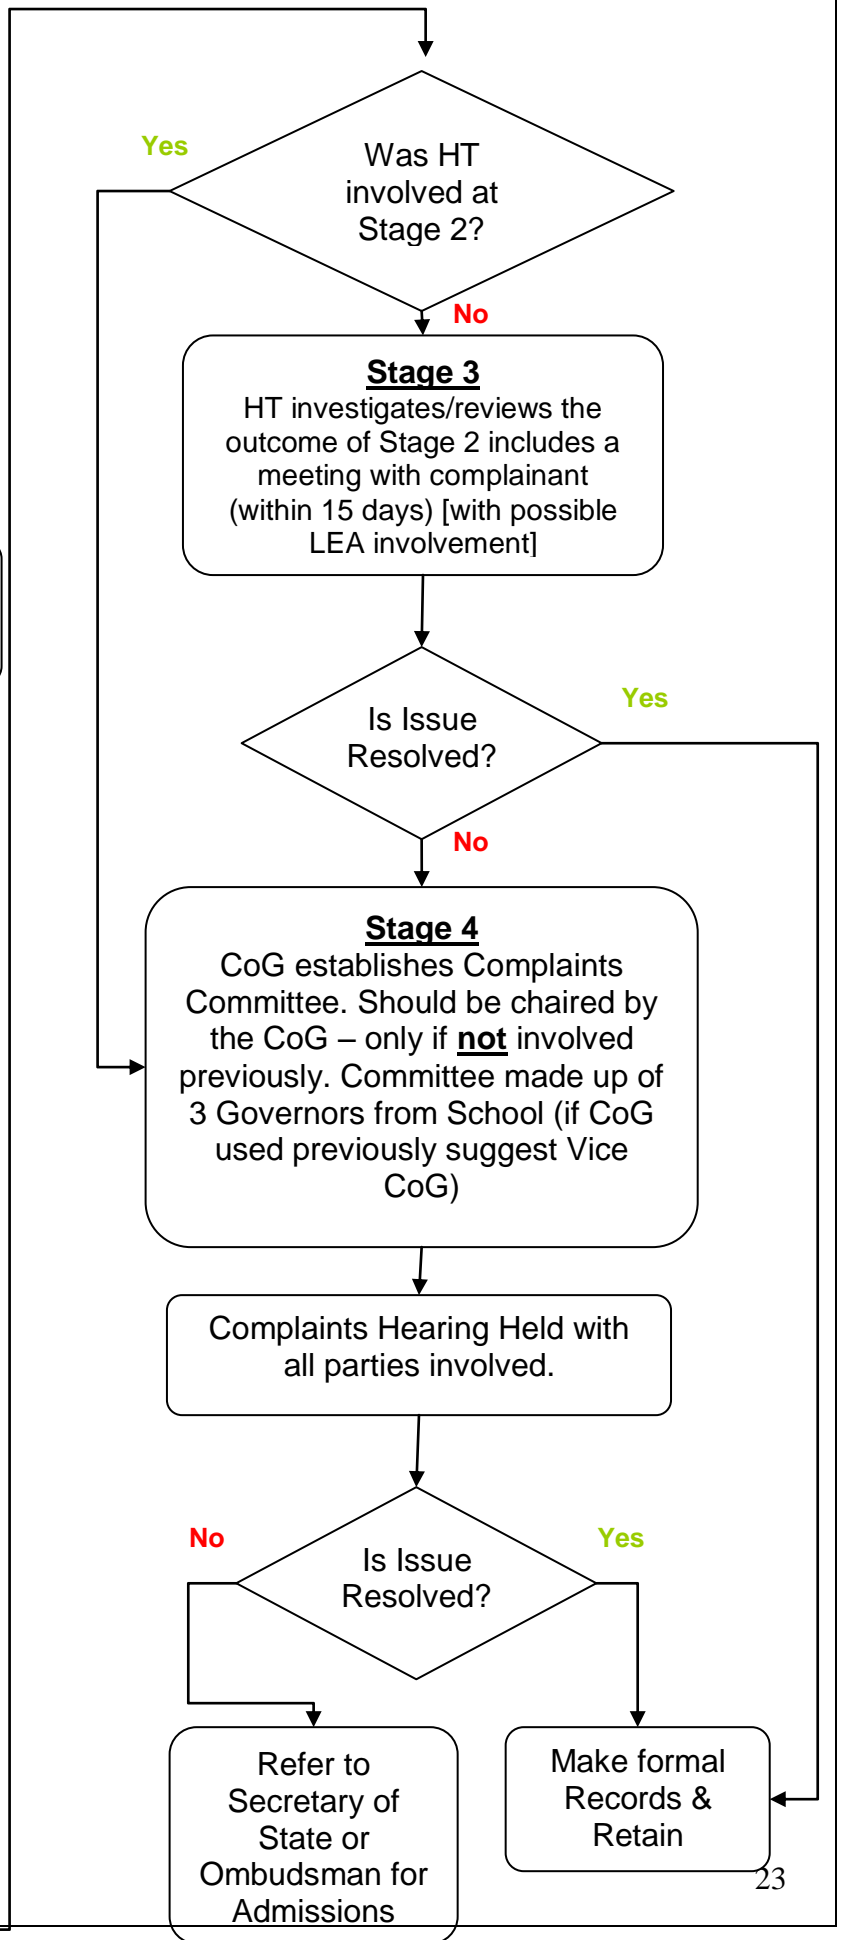 Yes
Was HT
involved at
Stage 2?
No
Stage 3
HT investigates/reviews the
outcome of Stage 2 includes a
meeting with complainant
(within 15 days) [with possible
LEA involvement]
Is Issue
Resolved?
Yes
No
Stage 4
CoG establishes Complaints
Committee. Should be chaired by
the CoG – only if not involved
previously. Committee made up of
3 Governors from School (if CoG
used previously suggest Vice
CoG)
Complaints Hearing Held with
all parties involved.
No
Is Issue
Resolved?
Yes
Refer to
Secretary of
State or
Ombudsman for
Admissions
Make formal
Records &
Retain
23